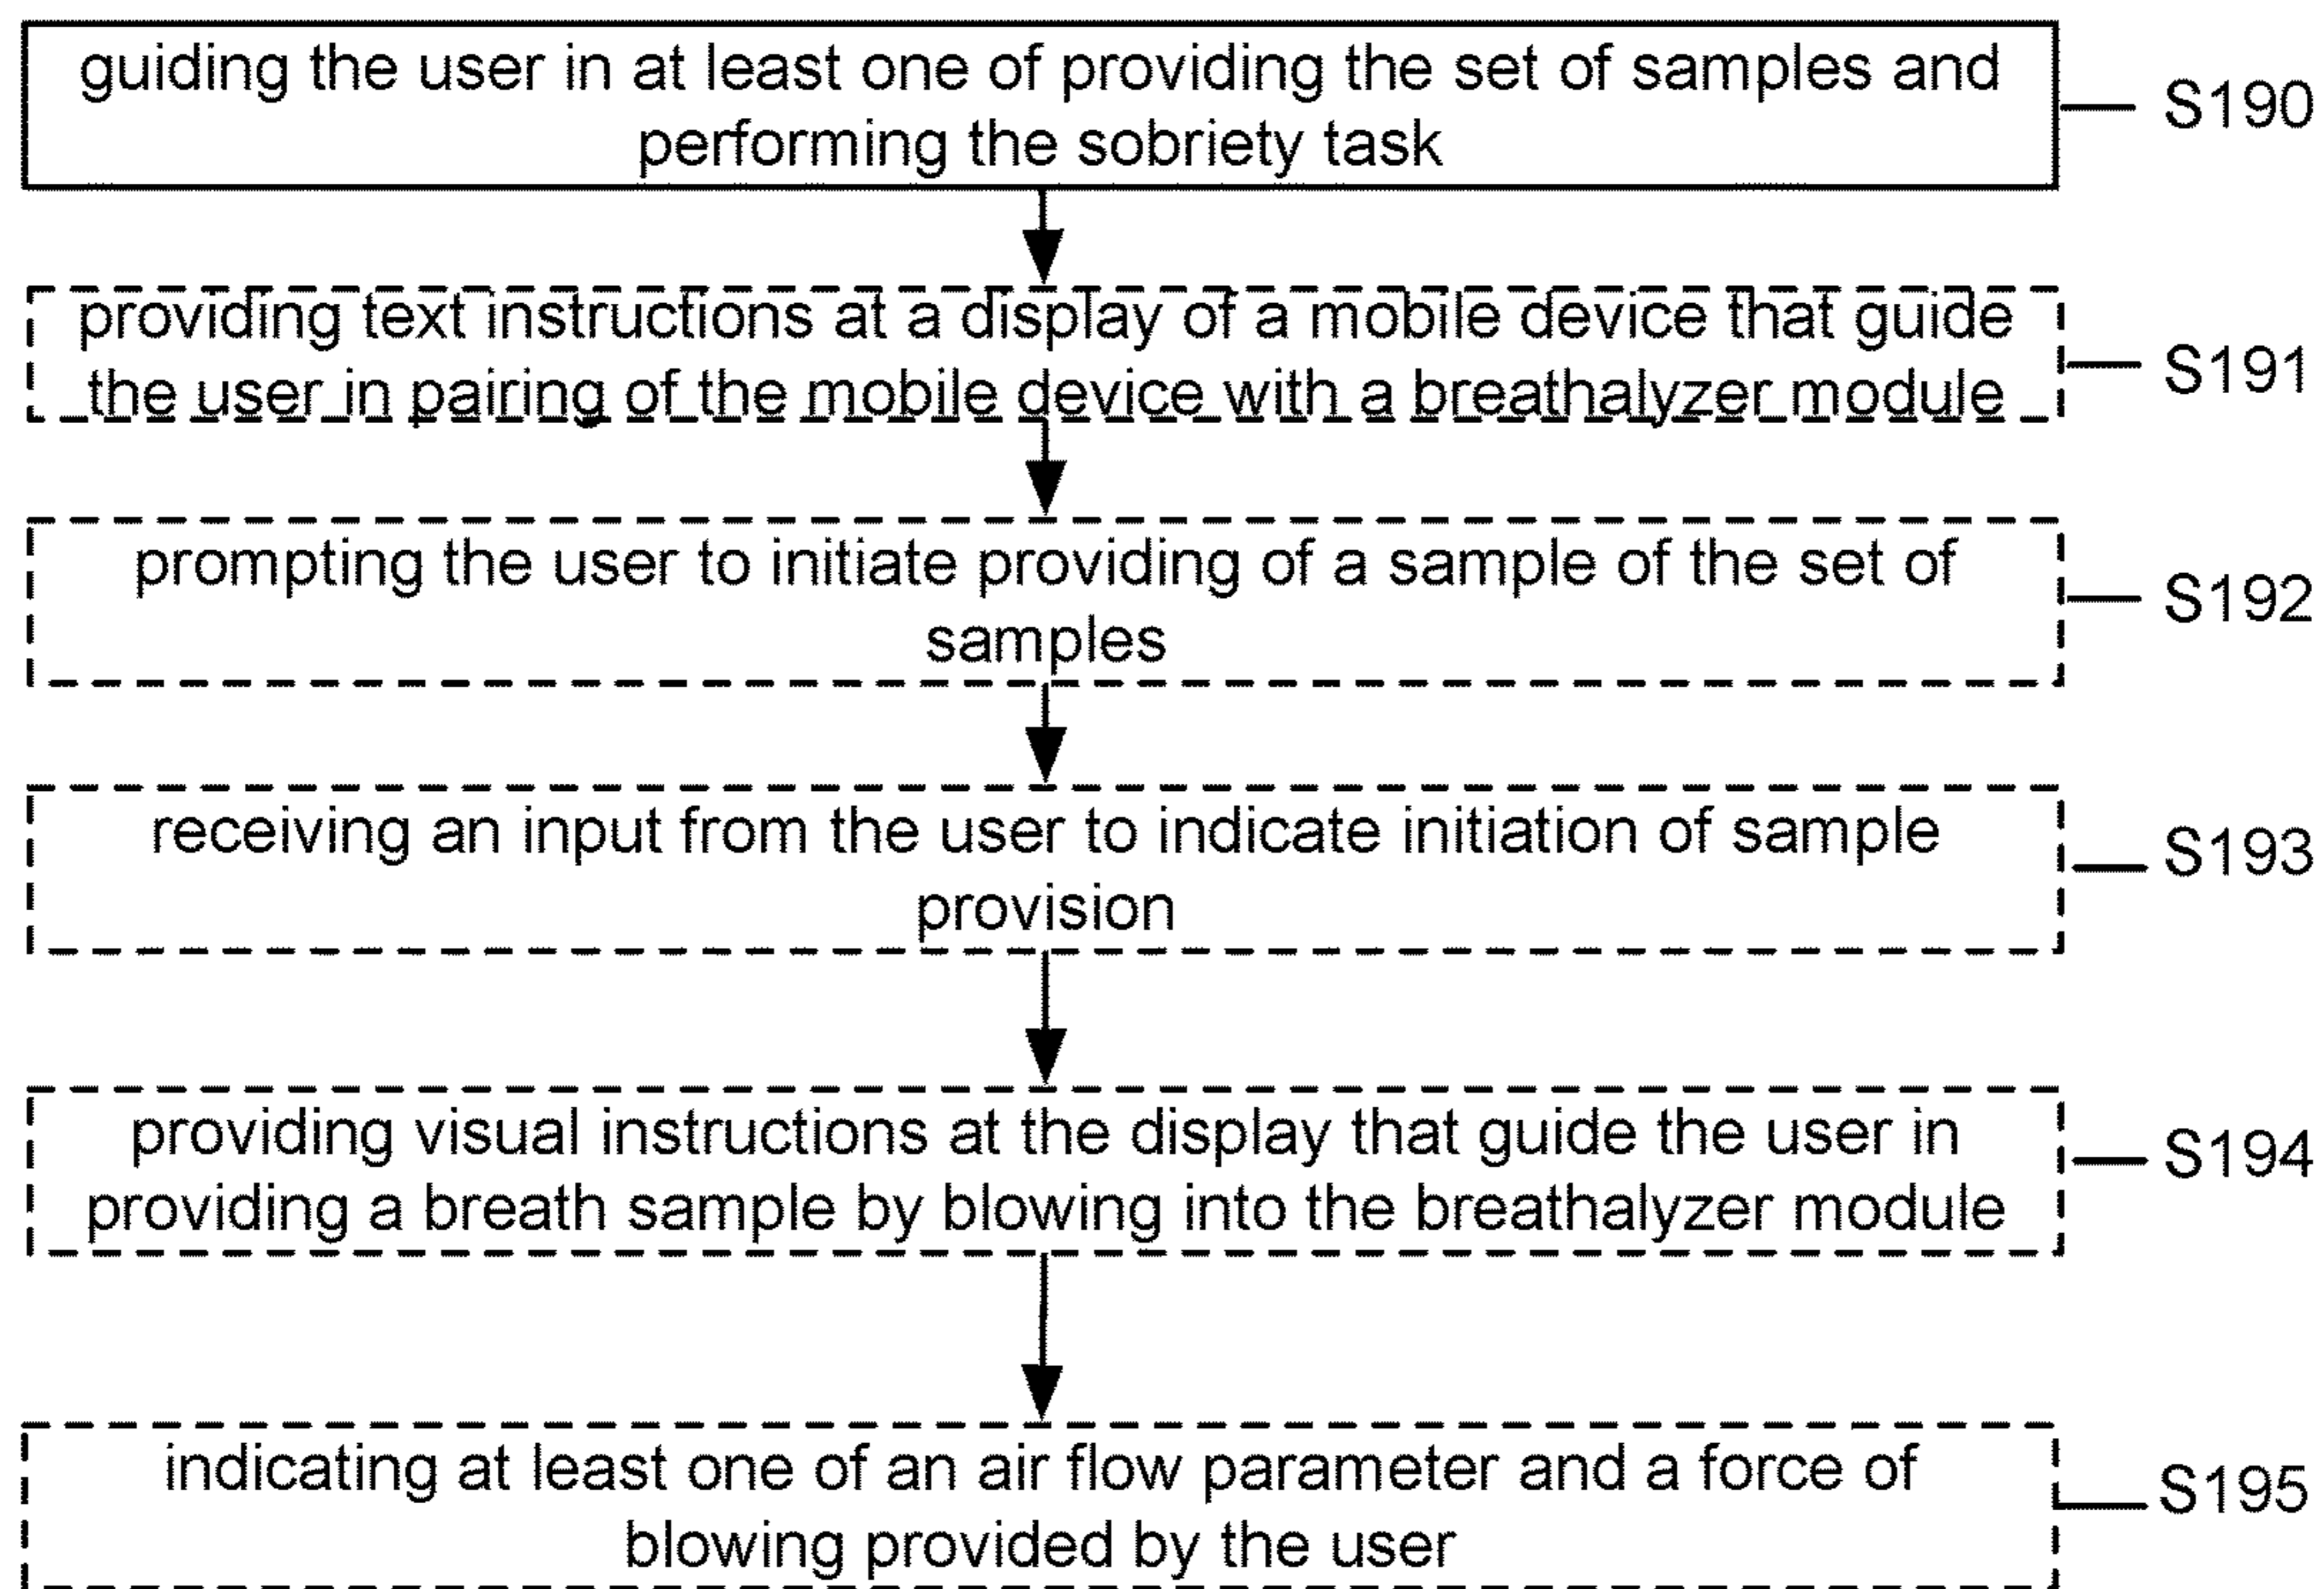 guiding the user in at least one of providing the set of samples and
performing the sobriety task
S190
providing text instructions at a display of a mobile device that guide
the user in pairing of the mobile device with a breathalyzer module
S191
prompting the user to initiate providing of a sample of the set of
samples
S192
receiving an input from the user to indicate initiation of sample
provision
S193
providing visual instructions at the display that guide the user in
providing a breath sample by blowing into the breathalyzer module
S194
indicating at least one of an air flow parameter and a force of
blowing provided by the user
S195